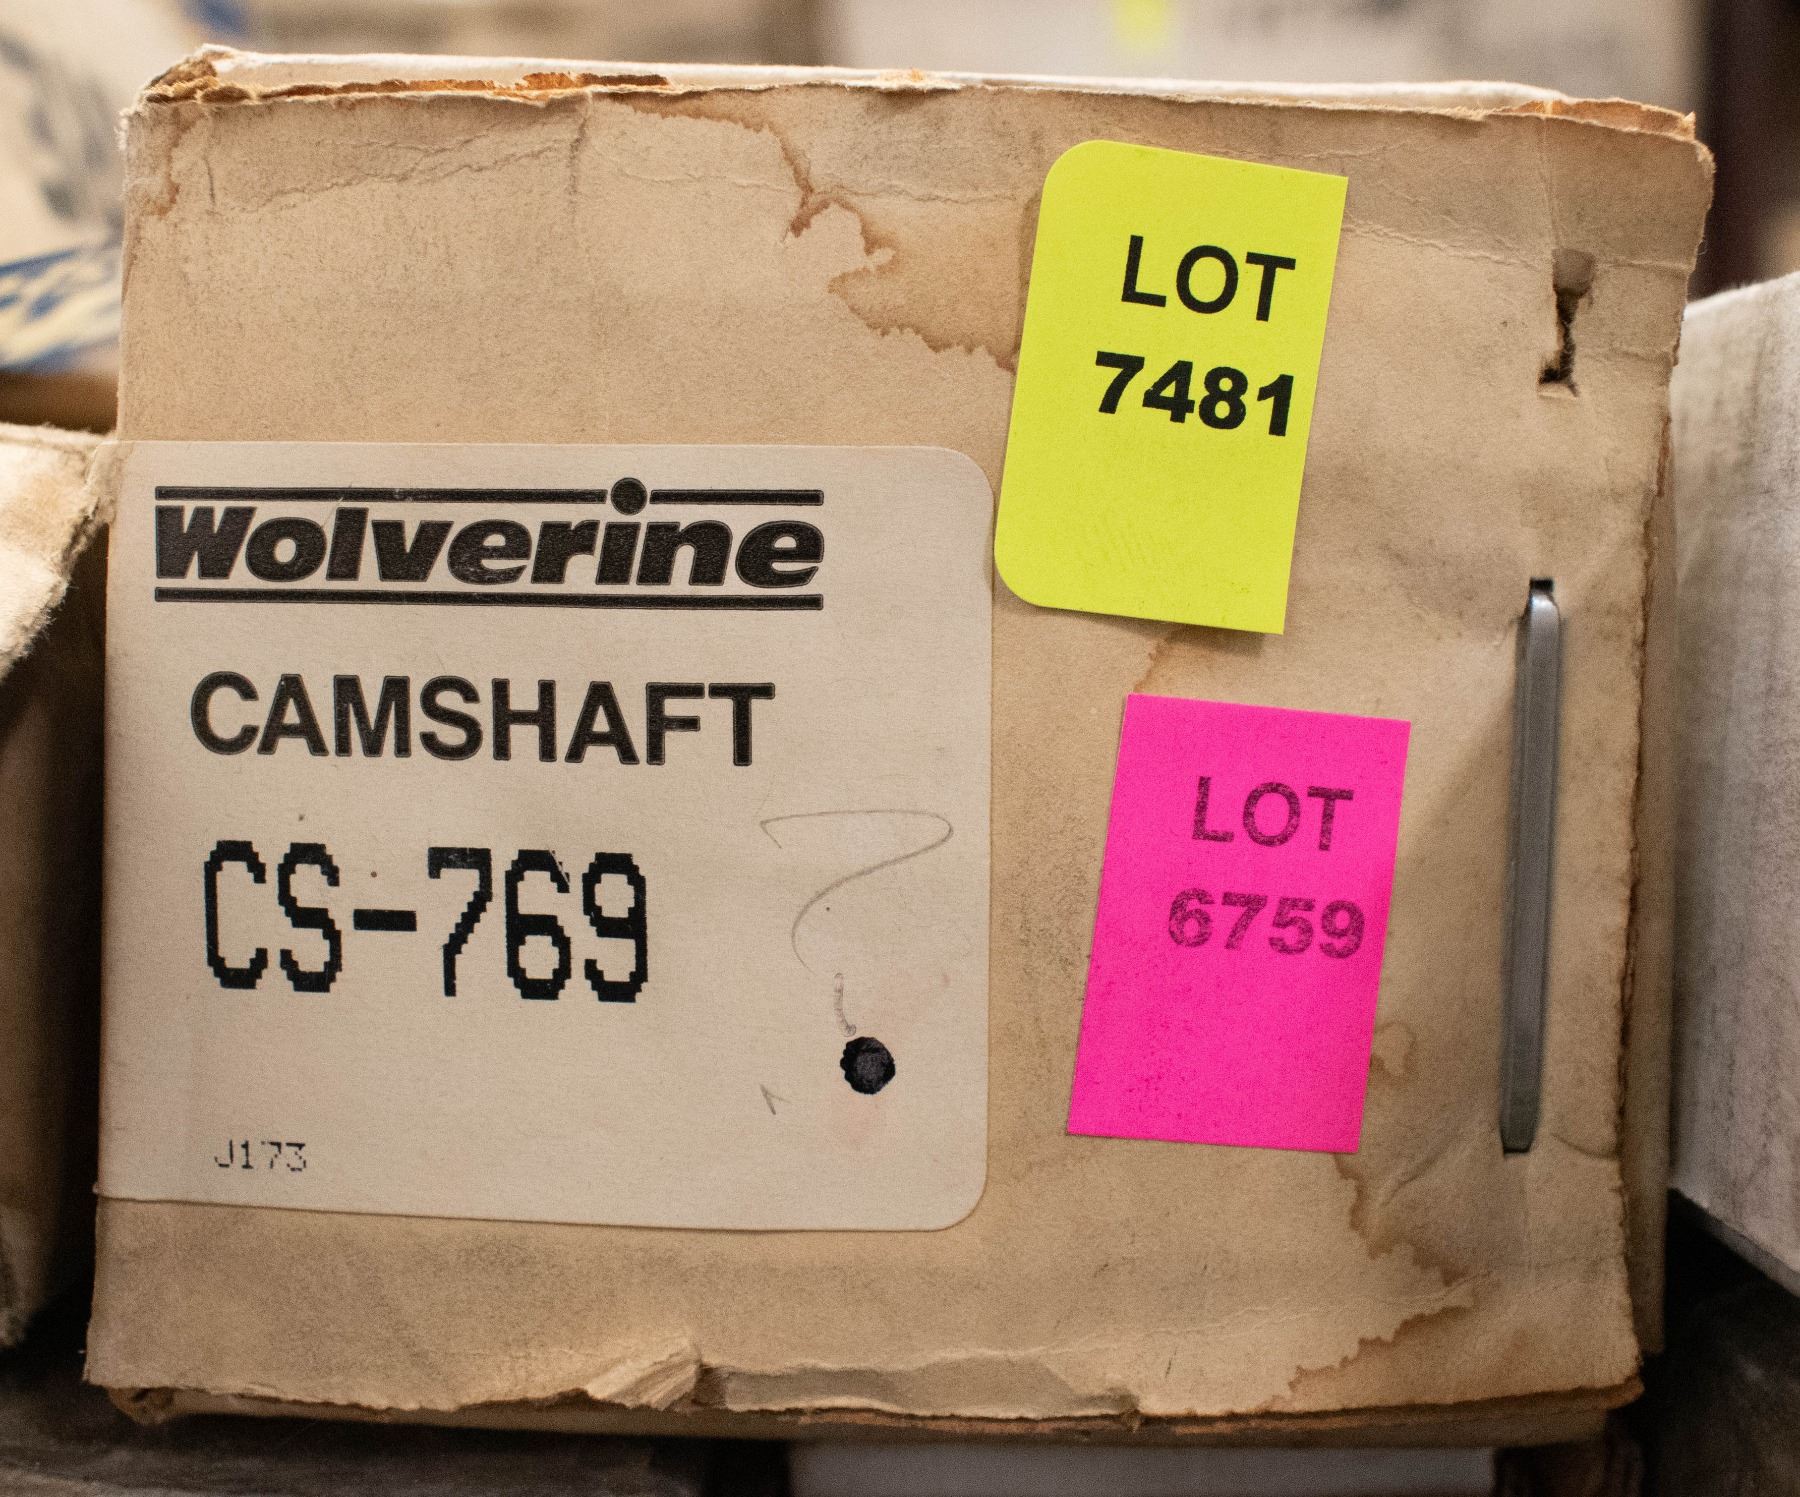 Wolverine
CAMSHAFT
CS-769
J173
LOT
7481
LOT
6759